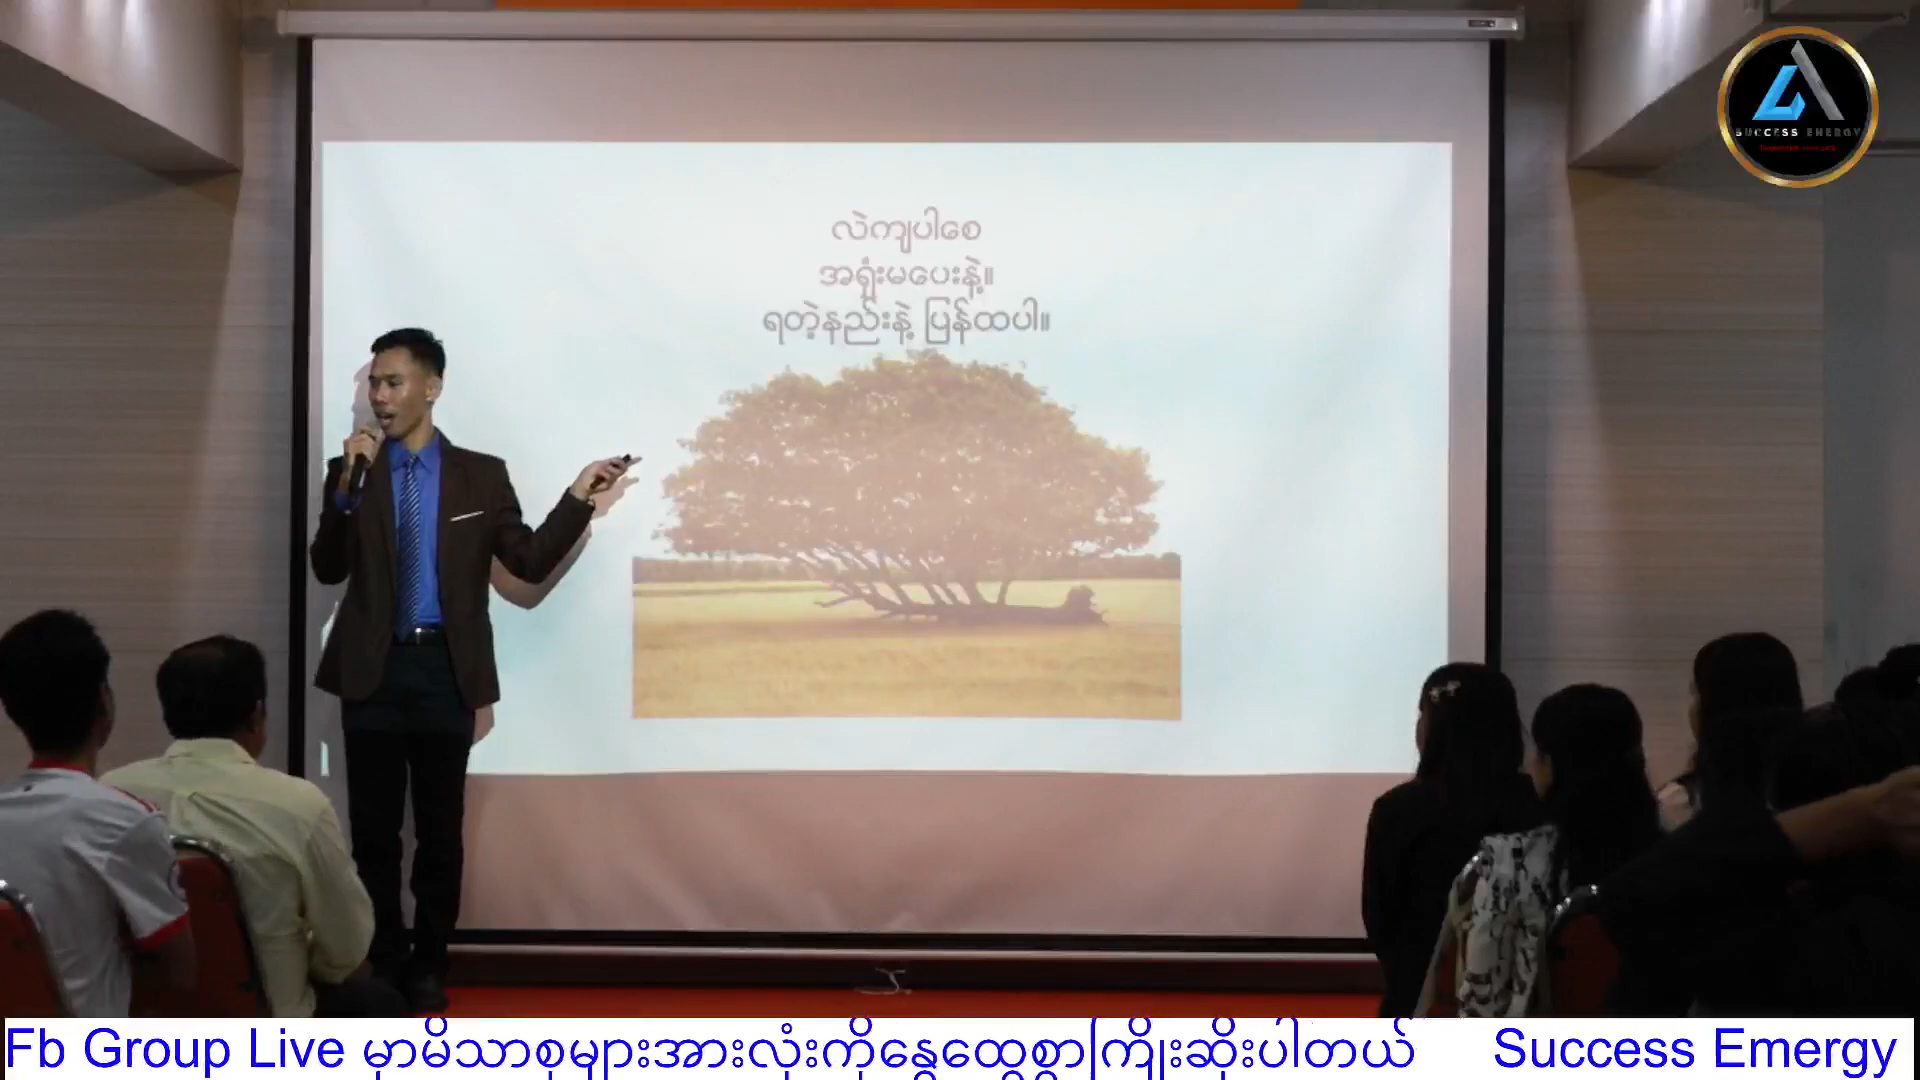 SUCCESS ENERGY
လဲကျပါစေ
အရှုံးမပေးနဲ့။
ရတဲ့နည်းနဲ့ ပြန်ထပါ။
Fb Group Live မှာမိသာစုများအားလုံးကိုနွေထွေစွာကြိုးဆိုးပါတယ် Success Emergy